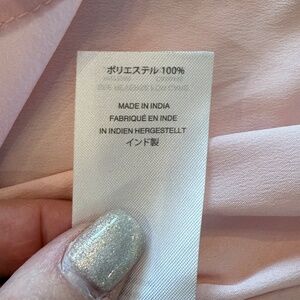 ポリエステル 100%
MADE IN INDIA
FABRIQUÉ EN INDE
IN INDIEN HERGESTELLT
インド製